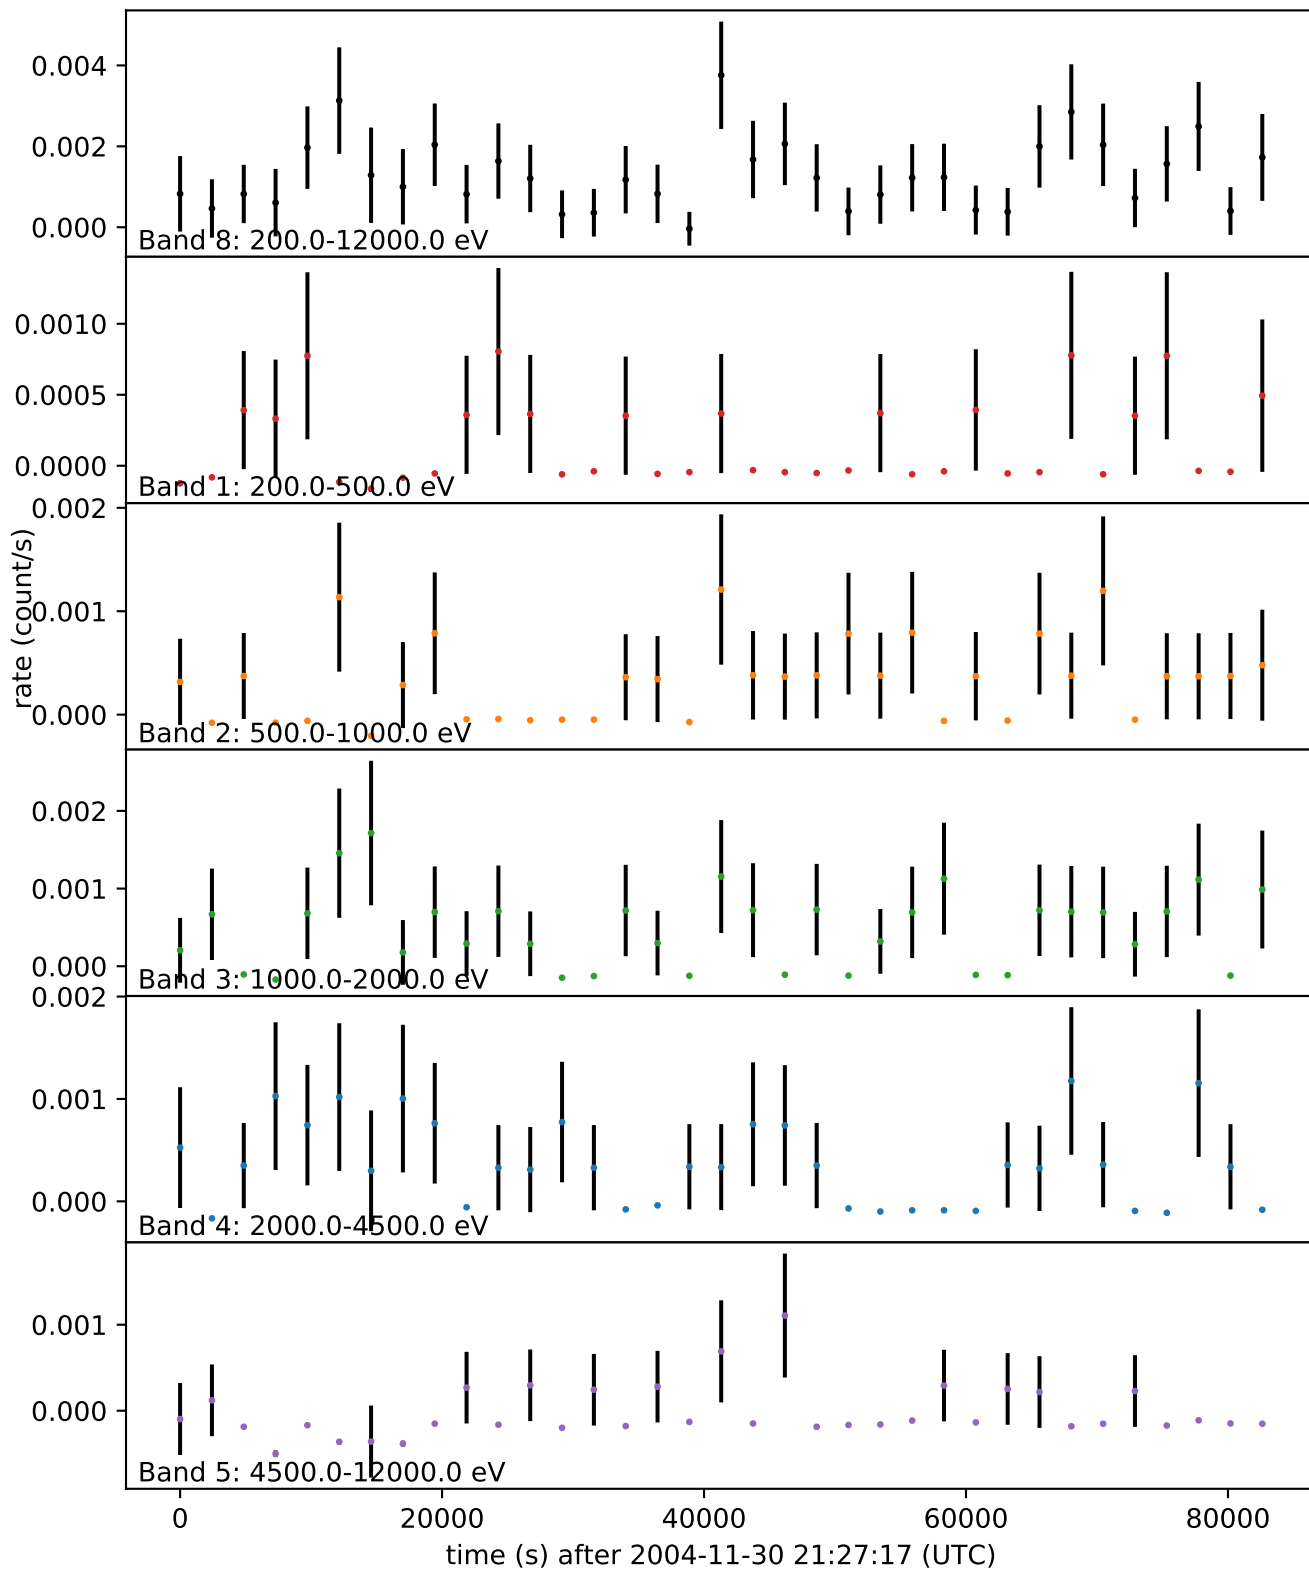 0.004
0.002
0.000
Band 8: 200.0-12000.0 eV
0.0010
0.0005
0.0000
Band 1: 200.0-500.0 eV
0.002
0.001
0.000
Band 2: 500.0-1000.0 eV
rate (count/s)
0.002
0.001
0.000
Band 3: 1000.0-2000.0 eV
0.002
0.001
0.000
Band 4: 2000.0-4500.0 eV
0.001
0.000
Band 5: 4500.0-12000.0 eV
0 20000 40000 60000 80000
time (s) after 2004-11-30 21:27:17 (UTC)